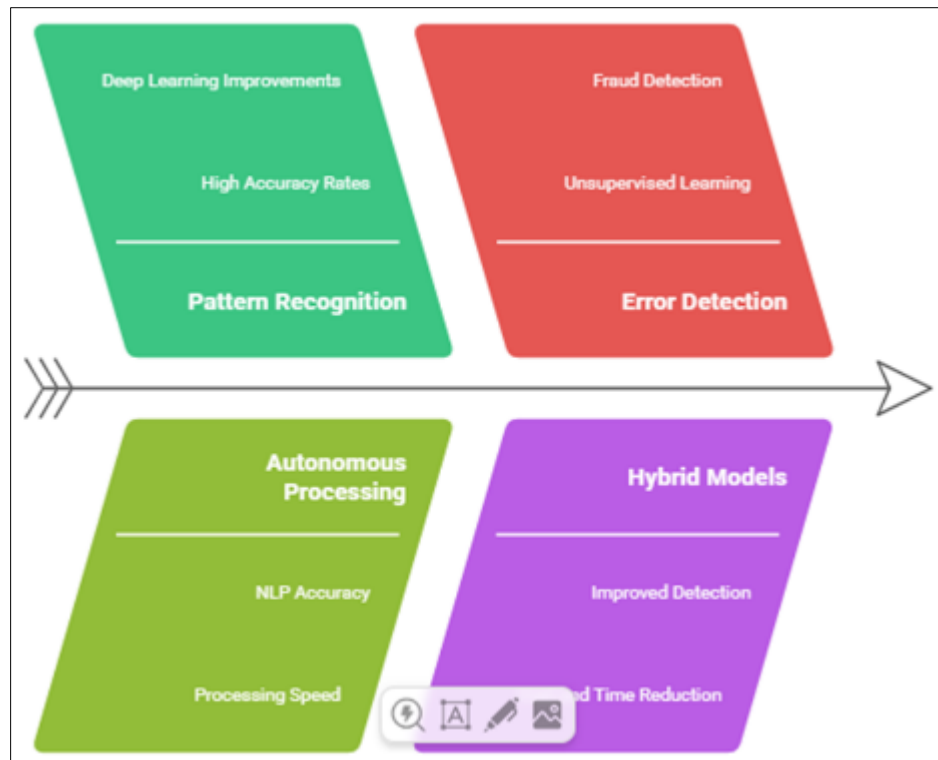 Deep Learning Improvements
High Accuracy Rates
Pattern Recognition
Fraud Detection
Unsupervised Learning
Error Detection
Autonomous
Processing
NLP Accuracy
Processing Speed
Hybrid Models
Improved Detection
Time Reduction